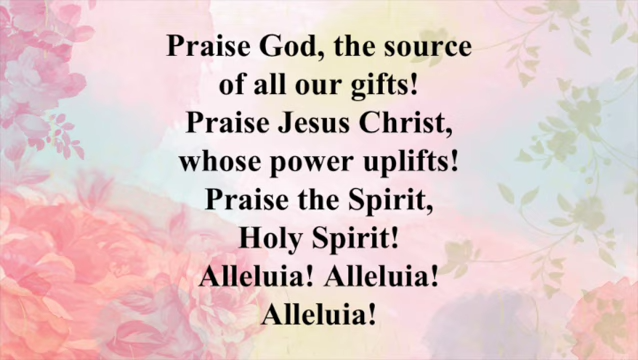 Praise God, the source
of all our gifts!
Praise Jesus Christ,
whose power uplifts!
Praise the Spirit,
Holy Spirit!
Alleluia! Alleluia!
Alleluia!